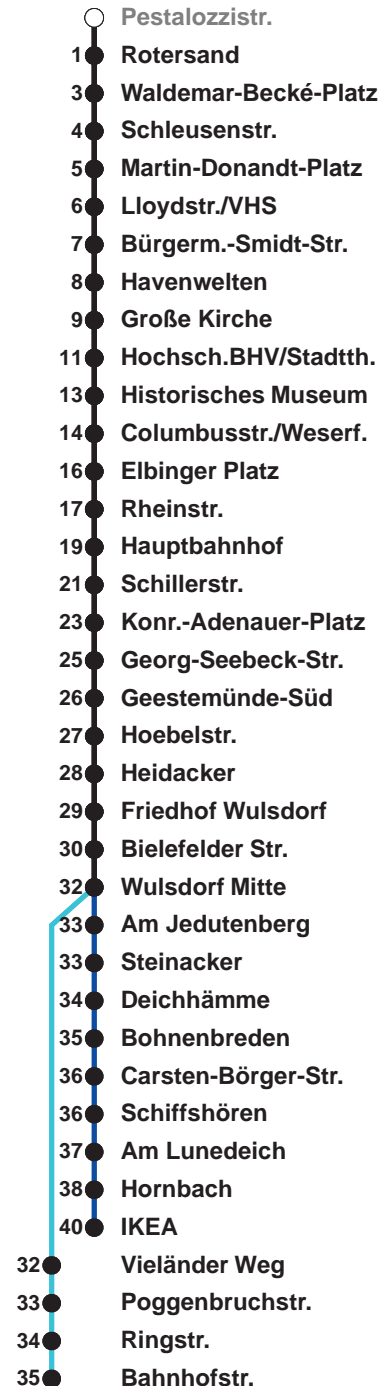 Pestalozzistr.
1 Rotersand
3 Waldemar-Becké-Platz
4 Schleusenstr.
5 Martin-Donandt-Platz
6 Lloydstr./VHS
7 Bürgerm.-Smidt-Str.
8 Havenwelten
9 Große Kirche
11 Hochsch.BHV/Stadtth.
13 Historisches Museum
14 Columbusstr./Weserf.
16 Elbinger Platz
17 Rheinstr.
19 Hauptbahnhof
21 Schillerstr.
23 Konr.-Adenauer-Platz
25 Georg-Seebeck-Str.
26 Geestemünde-Süd
27 Hoebelstr.
28 Heidacker
29 Friedhof Wulsdorf
30 Bielefelder Str.
32 Wulsdorf Mitte
33 Am Jedutenberg
33 Steinacker
34 Deichhämme
35 Bohnenbreden
36 Carsten-Börger-Str.
36 Schiffshören
37 Am Lunedeich
38 Hornbach
40 IKEA
32 Vieländer Weg
33 Poggenbruchstr.
34 Ringstr.
35 Bahnhofstr.